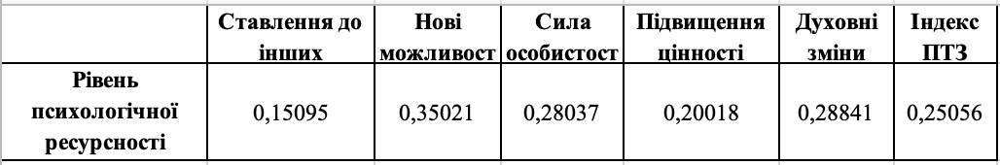 Ставлення до інших
Нові можливост
Сила особистост
Підвищення цінності
Духовні зміни
Індекс ПТЗ
Рівень психологічної ресурсності
0,15095
0,35021
0,28037
0,20018
0,28841
0,25056